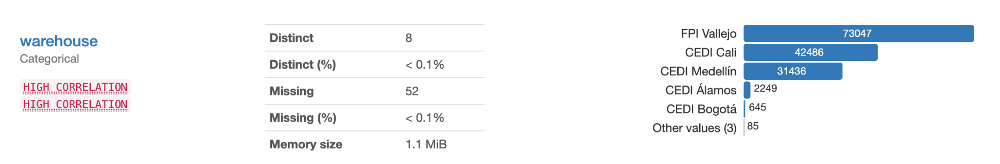 warehouse
Categorical
HIGH CORRELATION
HIGH CORRELATION
Distinct 8
Distinct (%) < 0.1%
Missing 52
Missing (%) < 0.1%
Memory size 1.1 MiB
FPI Vallejo 73047
CEDI Cali 42486
CEDI Medellín 31436
CEDI Álamos 2249
CEDI Bogotá 645
Other values (3) 85